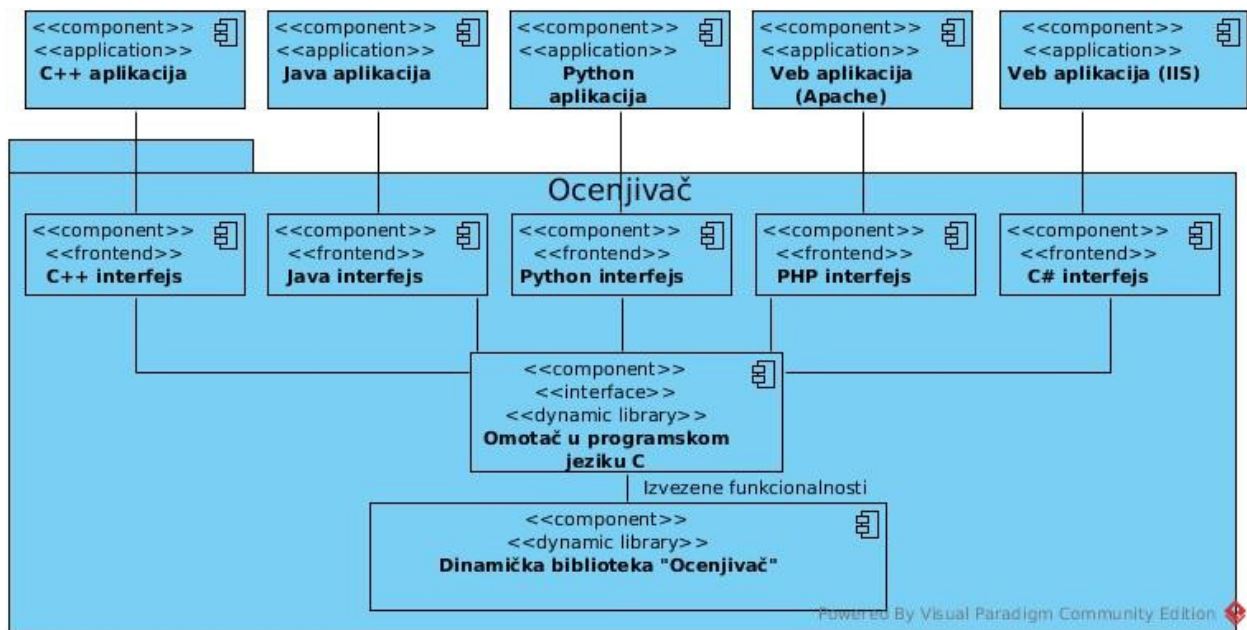 <<component>>
<<application>>
C++ aplikacija
<<component>>
<<application>>
Java aplikacija
<<component>>
<<application>>
Python
aplikacija
<<component>>
<<application>>
Veb aplikacija
(Apache)
<<component>>
<<application>>
Veb aplikacija (IIS)
Ocenjivač
<<component>>
<<frontend>>
C++ interfejs
<<component>>
<<frontend>>
Java interfejs
<<component>>
<<frontend>>
Python interfejs
<<component>>
<<frontend>>
PHP interfejs
<<component>>
<<frontend>>
C# interfejs
<<component>>
<<interface>>
<<dynamic library>>
Omotač u programskom
jeziku C
Izvezene funkcionalnosti
<<component>>
<<dynamic library>>
Dinamička biblioteka "Ocenjivač"
Powered By Visual Paradigm Community Edition